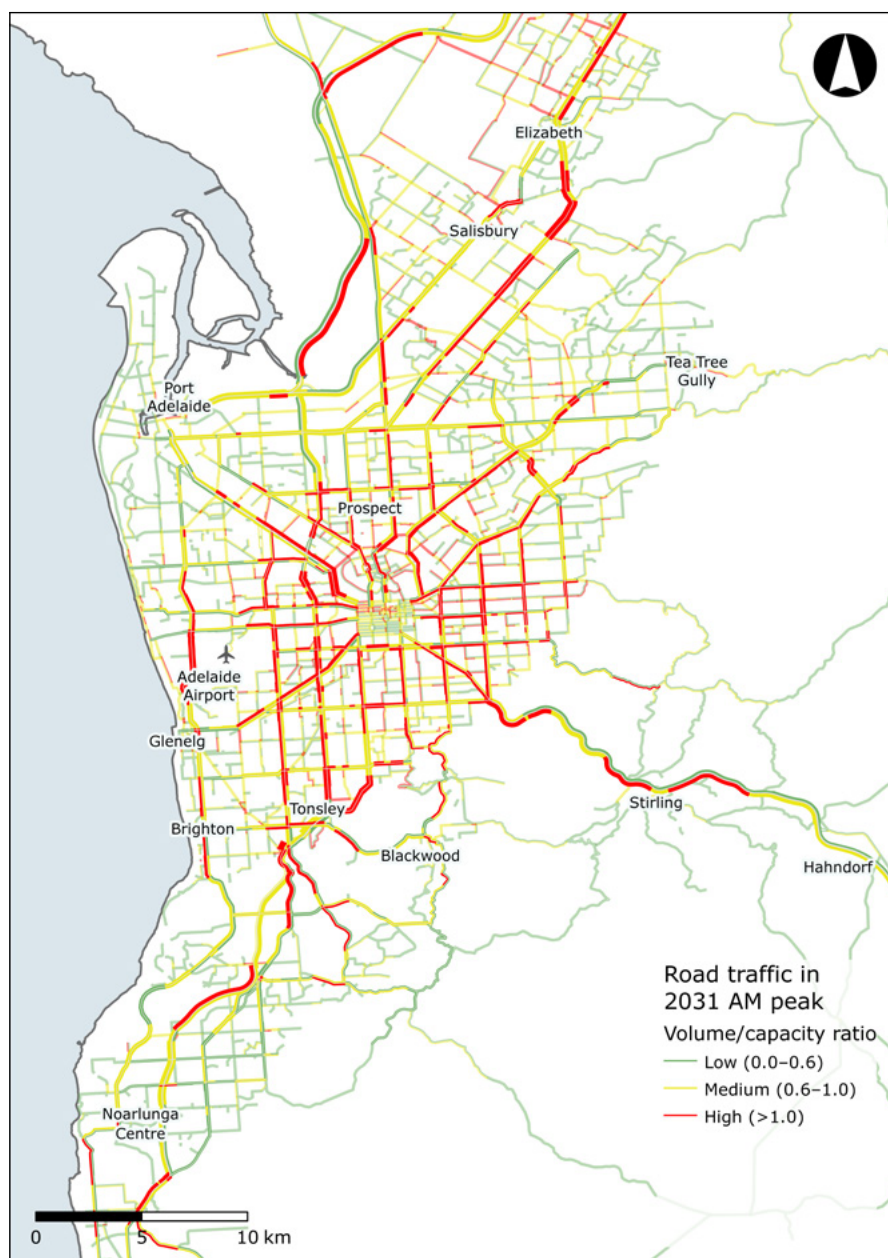 Elizabeth
Salisbury
Tea Tree
Gully
Port
Adelaide
Prospect
Adelaide
Airport
Glenelg
Stirling
Tonsley
Brighton
Blackwood
Hahndorf
Road traffic in
2031 AM peak
Volume/capacity ratio
Low (0.0–0.6)
Medium (0.6–1.0)
High (>1.0)
Noarlunga
Centre
0 5 10 km